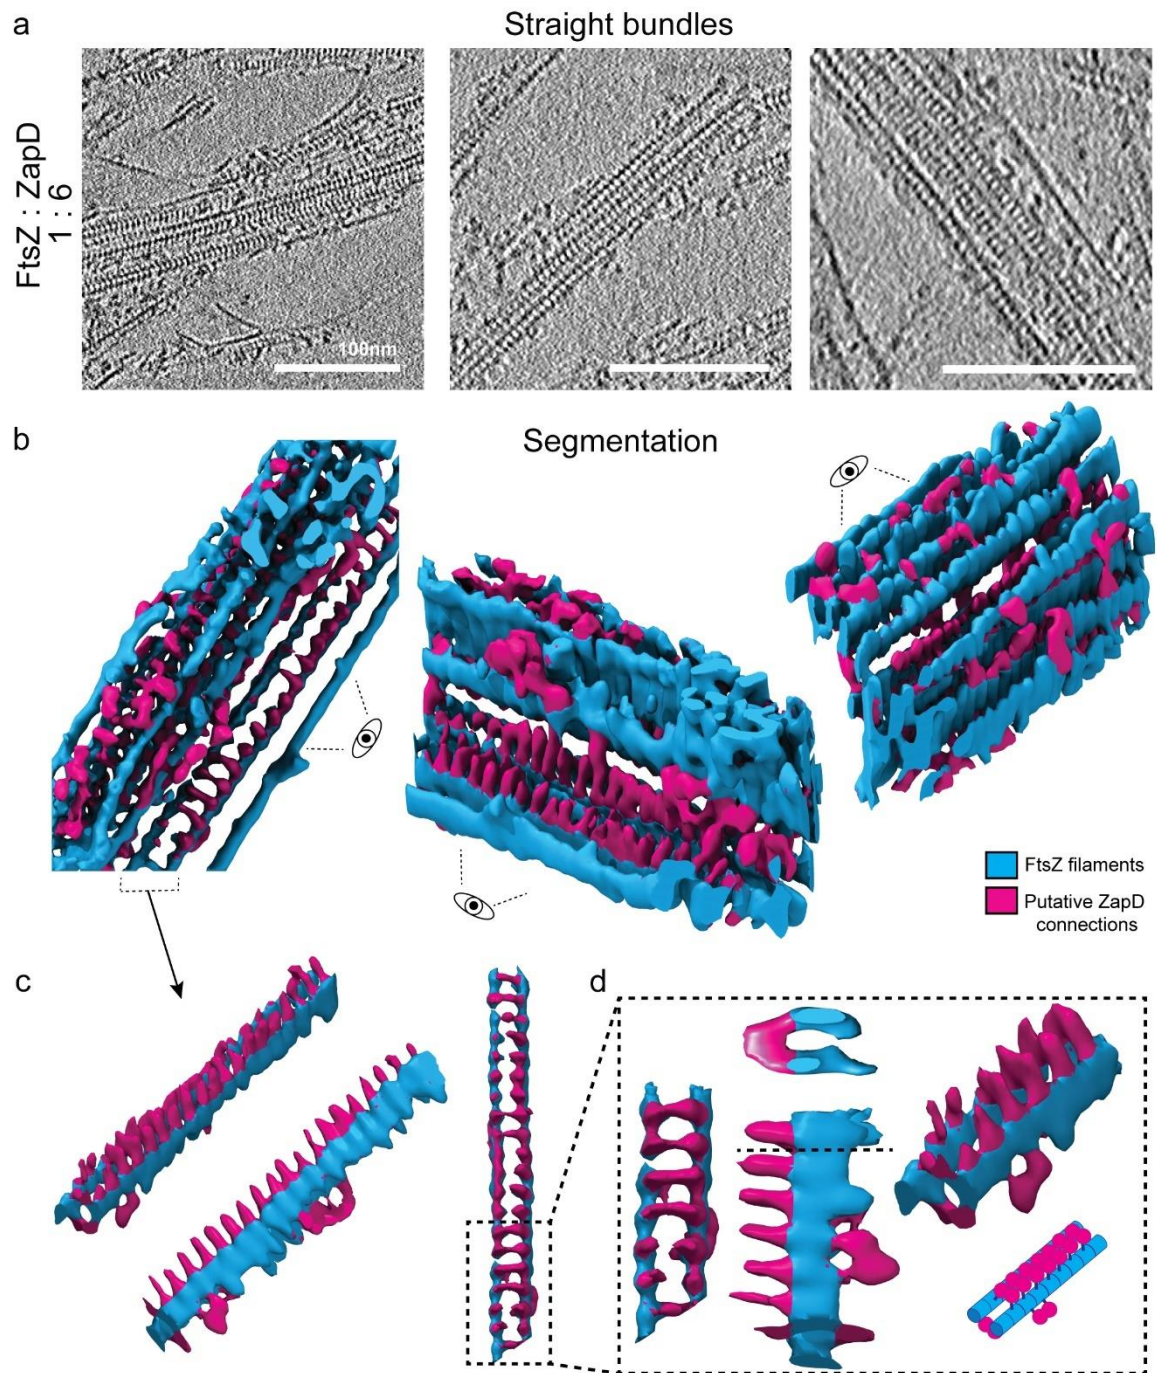 a
Straight bundles
FtsZ : ZapD
1 : 6
100nm
b
Segmentation
FtsZ filaments
Putative ZapD
connections
c
d